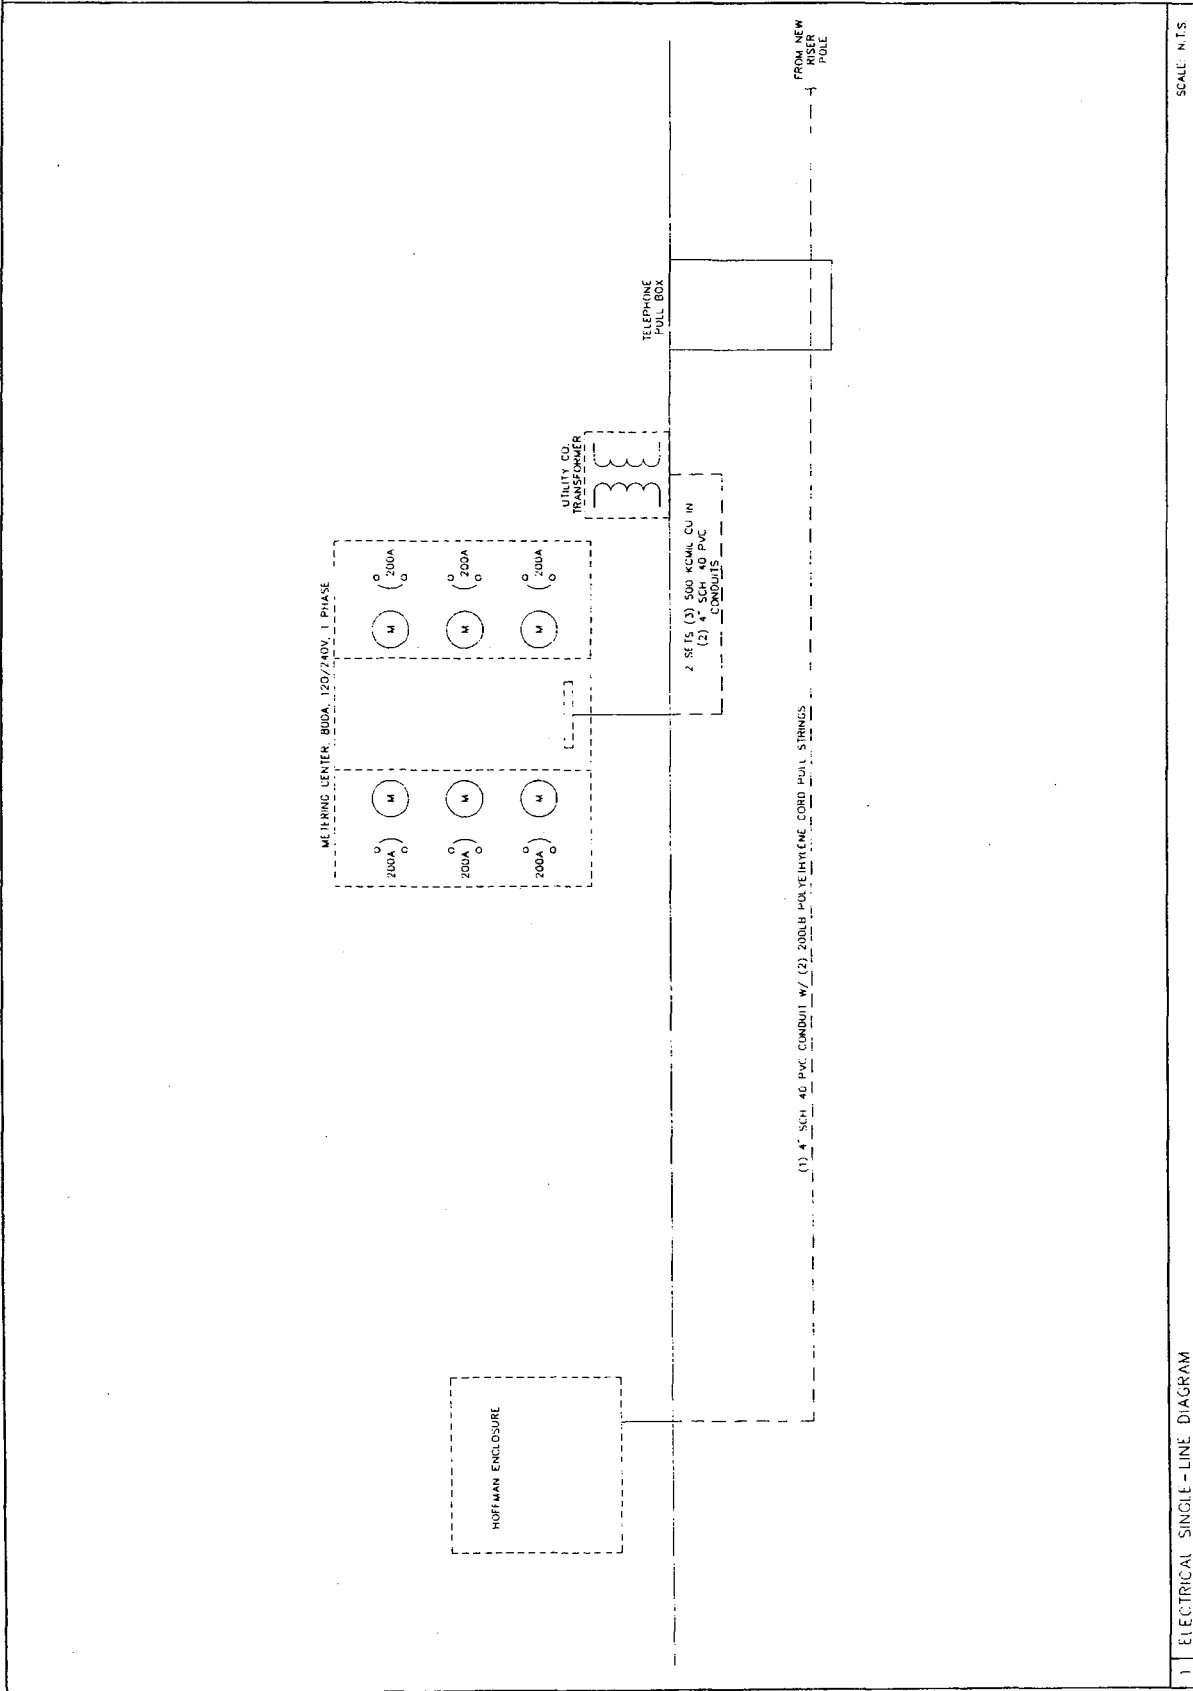 METERING CENTER, 800A, 120/240V, 1 PHASE
200A
M
M
200A
200A
M
M
200A
200A
M
M
200A
UTILITY CO.
TRANSFORMER
TELEPHONE
PULL BOX
HOFFMAN ENCLOSURE
2 SETS (3) 500 KCMIL CU IN
(2) 4" SCH 40 PVC
CONDUITS
FROM NEW
RISER
POLE
(1) 4" SCH 40 PVC CONDUIT W/ (2) 200LB POLYETHYLENE CORD PULL STRINGS
1 ELECTRICAL SINGLE-LINE DIAGRAM
SCALE: N.T.S.